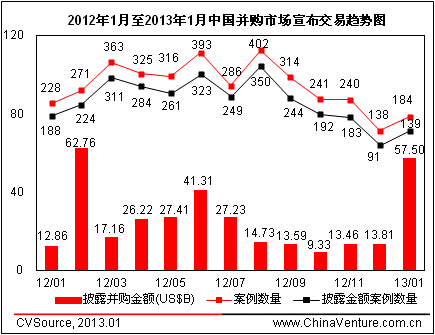 2012年1月至2013年1月中国并购市场宣布交易趋势图
120
80
40
0
228 271 363 325 316 393 286 402 314 241 240 138 184
188 224 311 284 261 323 249 350 244 192 183 91 139
12.86 62.76 17.16 26.22 27.41 41.31 27.23 14.73 13.59 9.33 13.46 13.81 57.50
12/01 12/03 12/05 12/07 12/09 12/11 13/01
披露并购金额(US$B) 案例数量 披露金额案例数量
CVSource, 2013.01 www.ChinaVenture.com.cn